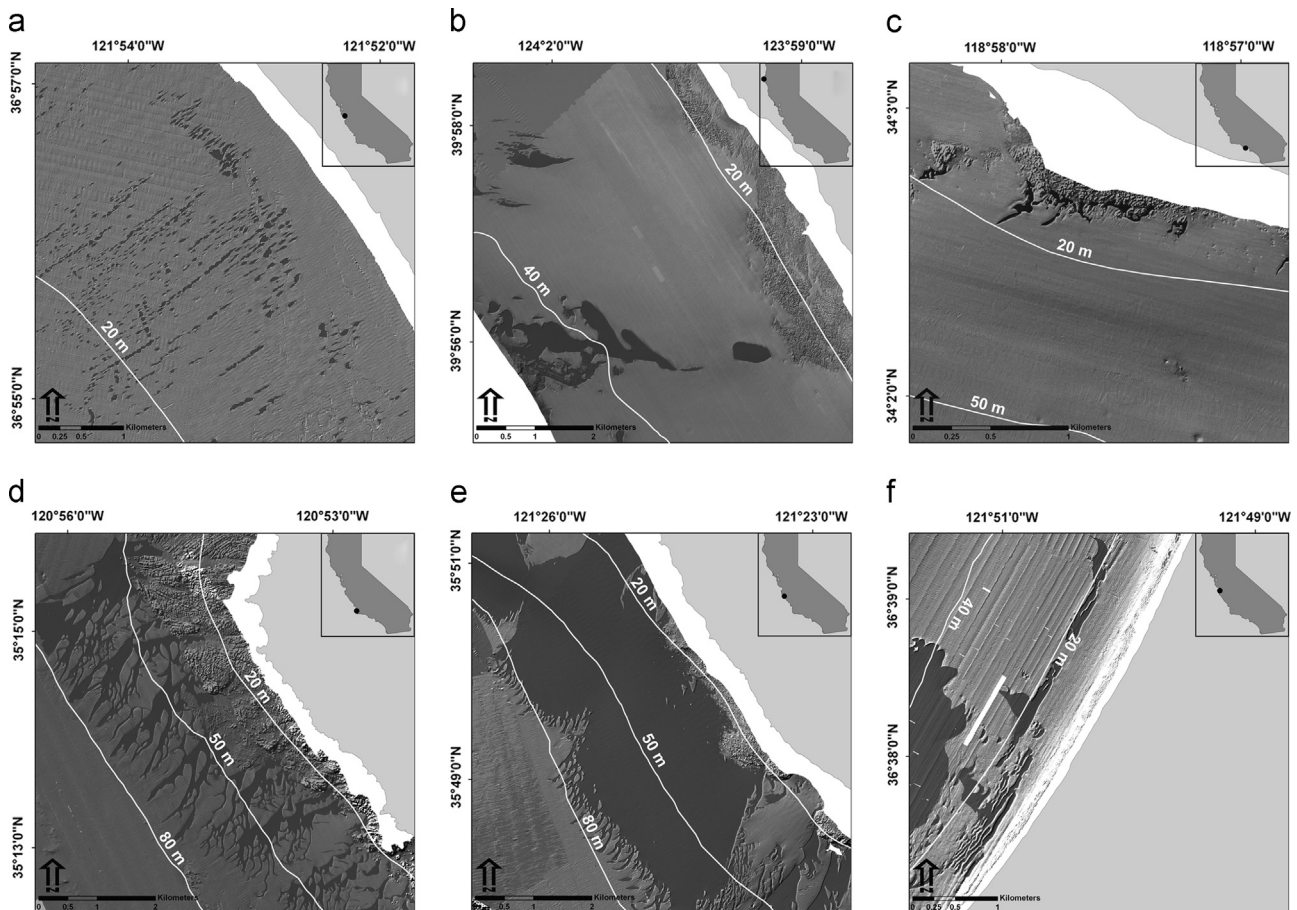 a
121°54'0"W
121°52'0"W
36°57'0"N
36°55'0"N
20 m
N
0 0.25 0.5 1
Kilometers
b
124°2'0"W
123°59'0"W
39°58'0"N
39°56'0"N
20 m
40 m
N
0 0.5 1 2
Kilometers
c
118°58'0"W
118°57'0"W
34°3'0"N
34°2'0"N
20 m
50 m
N
0 0.25 0.5 1
Kilometers
d
120°56'0"W
120°53'0"W
35°15'0"N
35°13'0"N
20 m
50 m
80 m
N
0 0.5 1 2
Kilometers
e
121°26'0"W
121°23'0"W
35°51'0"N
35°49'0"N
20 m
50 m
80 m
N
0 0.5 1 2
Kilometers
f
121°51'0"W
121°49'0"W
36°39'0"N
36°38'0"N
40 m
20 m
N
0 0.25 0.5 1
Kilometers